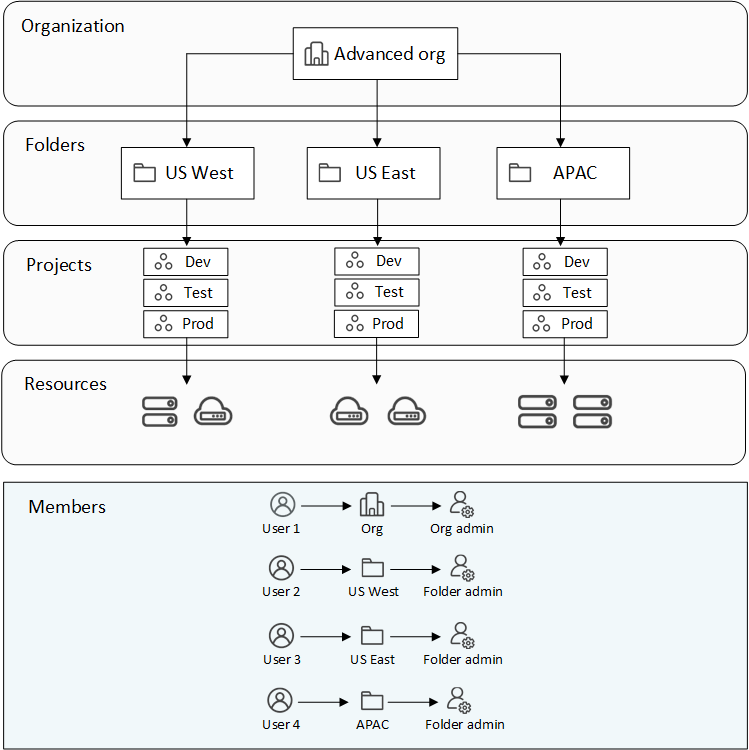 Organization
Advanced org
Folders
US West
US East
APAC
Projects
Dev
Dev
Dev
Test
Test
Test
Prod
Prod
Prod
Resources
Members
User 1
Org
Org admin
User 2
US West
Folder admin
User 3
US East
Folder admin
User 4
APAC
Folder admin